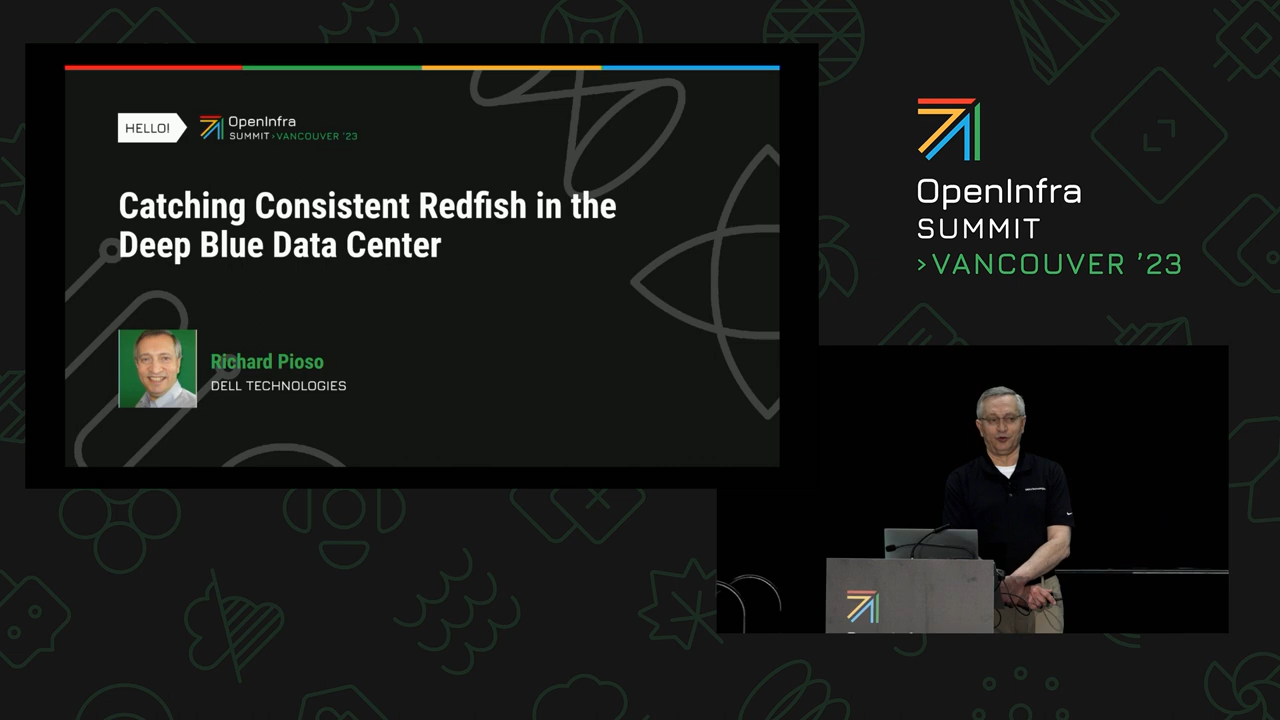 HELLO!
OpenInfra
SUMMIT>VANCOUVER '23
Catching Consistent Redfish in the
Deep Blue Data Center
Richard Pioso
DELL TECHNOLOGIES
OpenInfra
SUMMIT
>VANCOUVER '23